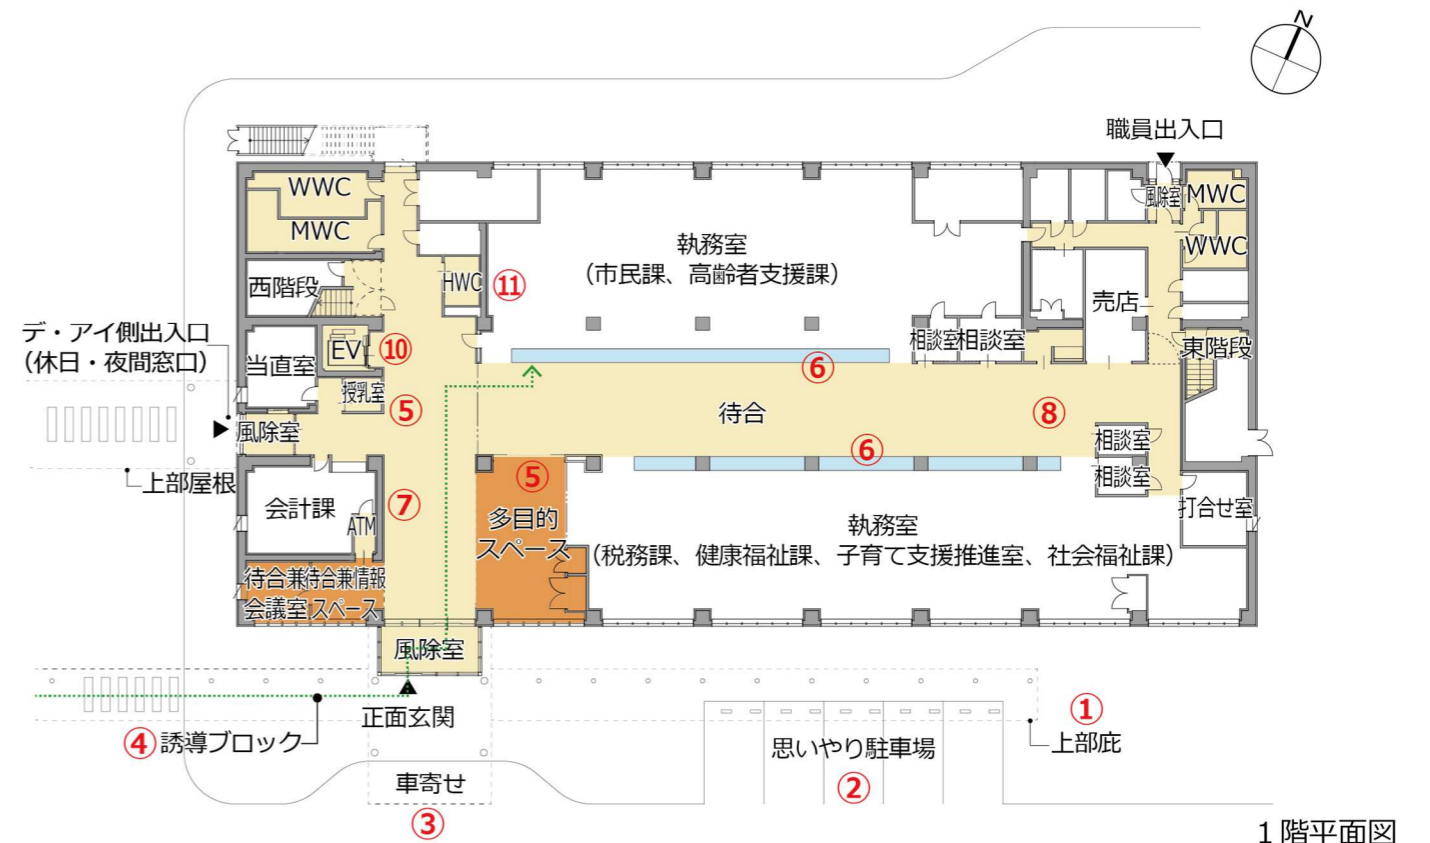 N
職員出入口
WWC
MWC
風除室
MWC
WWC
執務室
（市民課、高齢者支援課）
HWC
⑪
西階段
売店
デ・アイ側出入口
（休日・夜間窓口）
EV
⑩
当直室
相談室
相談室
東階段
授乳室
⑤
⑥
待合
⑧
風除室
相談室
⑥
上部屋根
⑤
相談室
会計課
ATM
⑦
多目的
スペース
執務室
（税務課、健康福祉課、子育て支援推進室、社会福祉課）
打合せ室
待合兼
会議室
待合兼情報
スペース
風除室
正面玄関
④誘導ブロック
①
上部庇
思いやり駐車場
②
車寄せ
③
１階平面図